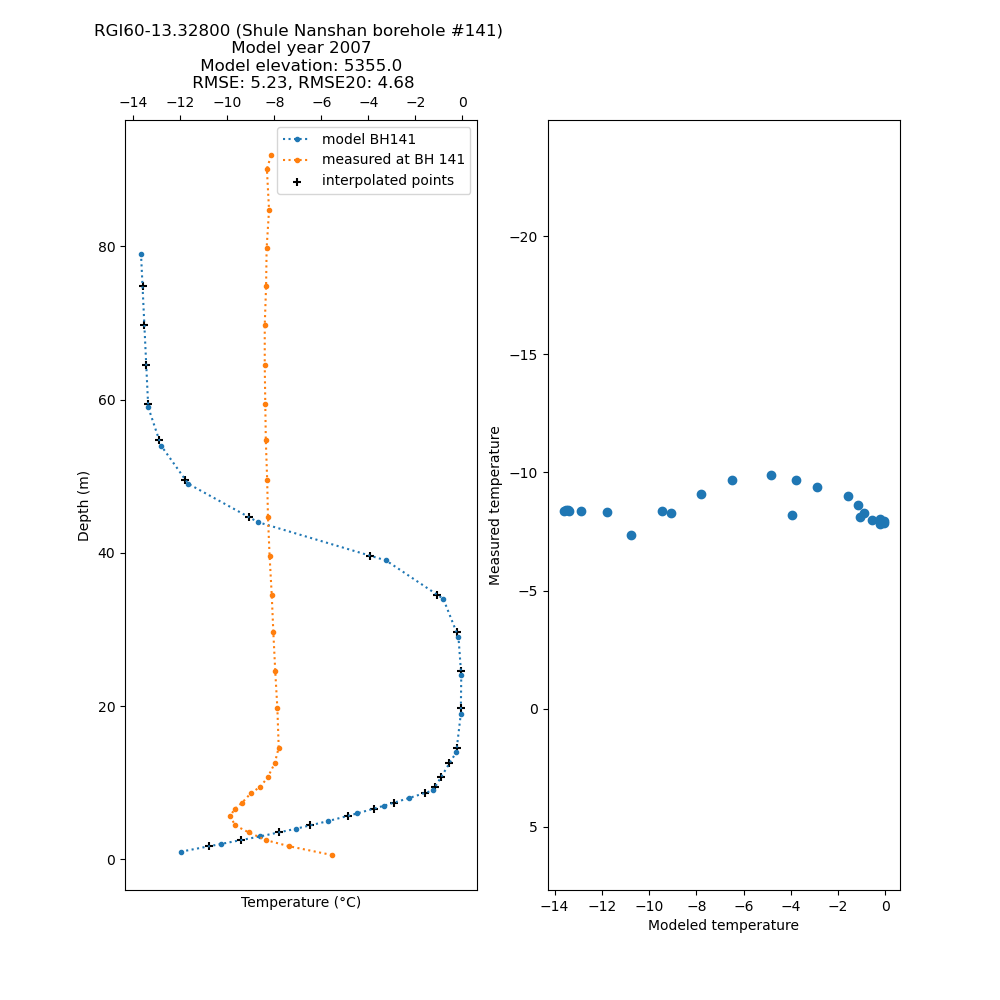 RGI60-13.32800 (Shule Nanshan borehole #141)
Model year 2007
Model elevation: 5355.0
RMSE: 5.23, RMSE20: 4.68
−14 −12 −10 −8 −6 −4 −2 0
model BH141
measured at BH 141
interpolated points
80
60
40
20
0
Depth (m)
Temperature (°C)
−20
−15
−10
−5
0
5
Measured temperature
−14 −12 −10 −8 −6 −4 −2 0
Modeled temperature